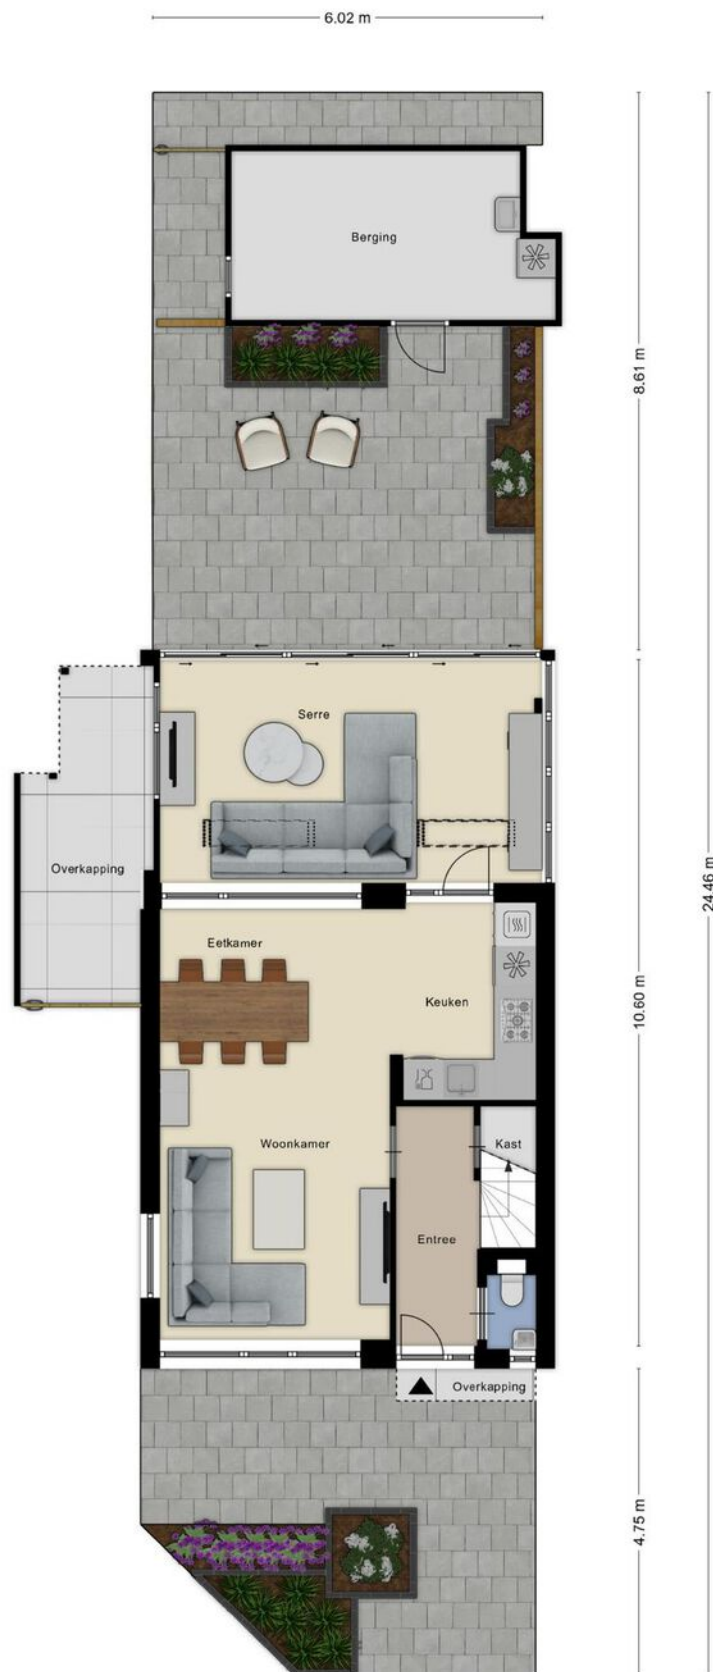 6.02 m
Berging
8.61 m
Serre
Overkapping
24.46 m
Eetkamer
Keuken
10.60 m
Woonkamer
Kast
Entree
Overkapping
4.75 m